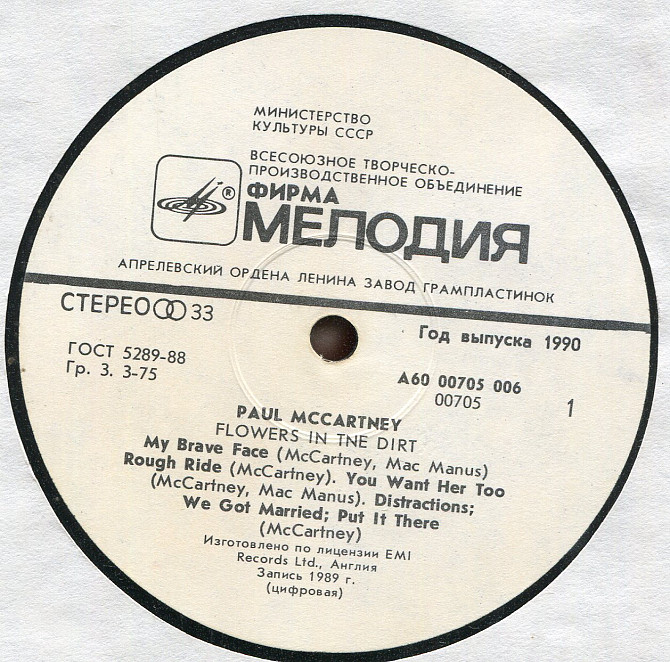 МИНИСТЕРСТВО
КУЛЬТУРЫ СССР
ВСЕСОЮЗНОЕ ТВОРЧЕСКО-
ПРОИЗВОДСТВЕННОЕ ОБЪЕДИНЕНИЕ
®
ФИРМА
МЕЛОДИЯ
АПРЕЛЕВСКИЙ ОРДЕНА ЛЕНИНА ЗАВОД ГРАМПЛАСТИНОК
СТЕРЕО 33
Год выпуска 1990
ГОСТ 5289-88
Гр. 3. 3-75
А60 00705 006
00705
1
PAUL MCCARTNEY
FLOWERS IN TNE DIRT
My Brave Face (McCartney, Mac Manus)
Rough Ride (McCartney). You Want Her Too
(McCartney, Mac Manus). Distractions;
We Got Married; Put It There
(McCartney)
Изготовлено по лицензии EMI
Records Ltd., Англия
Запись 1989 г.
(цифровая)